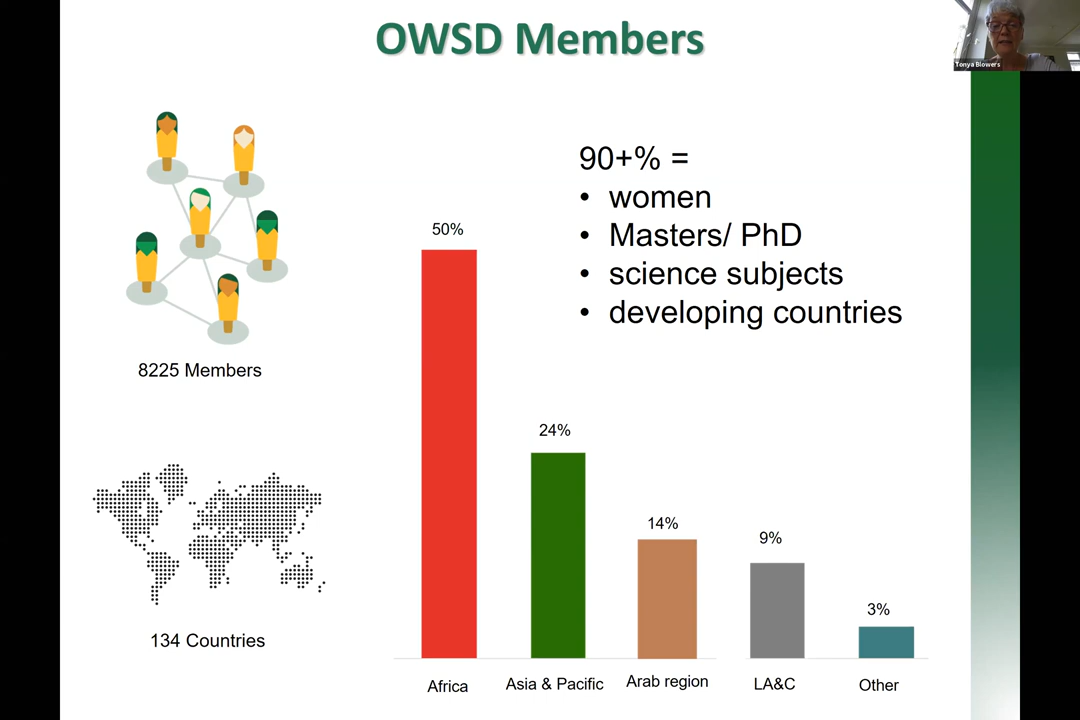 OWSD Members
Tonya Blowers
90+% =
• women
• Masters/ PhD
• science subjects
• developing countries
8225 Members
134 Countries
50%
24%
14%
9%
3%
Africa
Asia & Pacific
Arab region
LA&C
Other